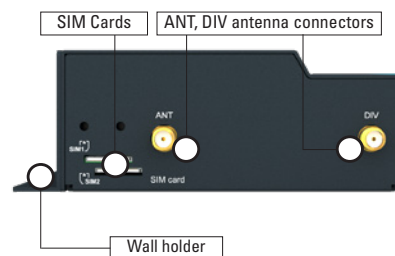 SIM Cards
ANT, DIV antenna connectors
ANT
DIV
SIM1
SIM card
SIM2
Wall holder